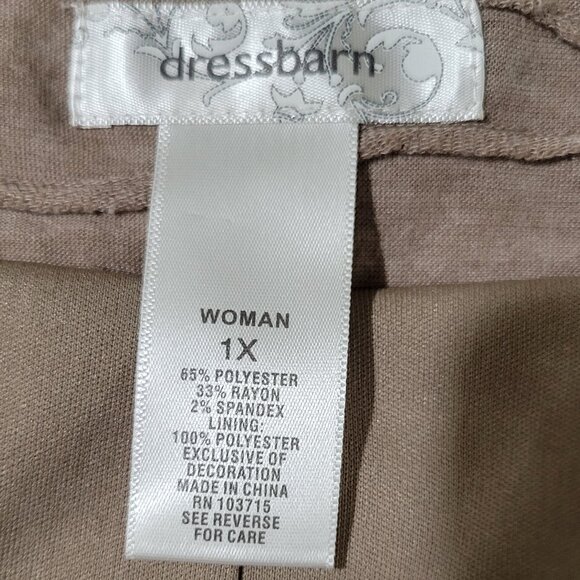 dressbarn
WOMAN
1X
65% POLYESTER
33% RAYON
2% SPANDEX
LINING:
100% POLYESTER
EXCLUSIVE OF
DECORATION
MADE IN CHINA
RN 103715
SEE REVERSE
FOR CARE